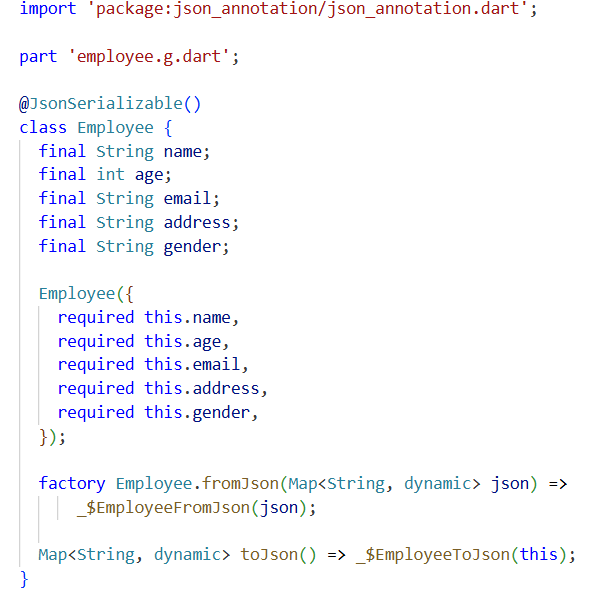 import 'package:json_annotation/json_annotation.dart';
part 'employee.g.dart';
@JsonSerializable()
class Employee {
  final String name;
  final int age;
  final String email;
  final String address;
  final String gender;
  Employee({
    required this.name,
    required this.age,
    required this.email,
    required this.address,
    required this.gender,
  });
  factory Employee.fromJson(Map<String, dynamic> json) =>
      _$EmployeeFromJson(json);
  Map<String, dynamic> toJson() => _$EmployeeToJson(this);
}